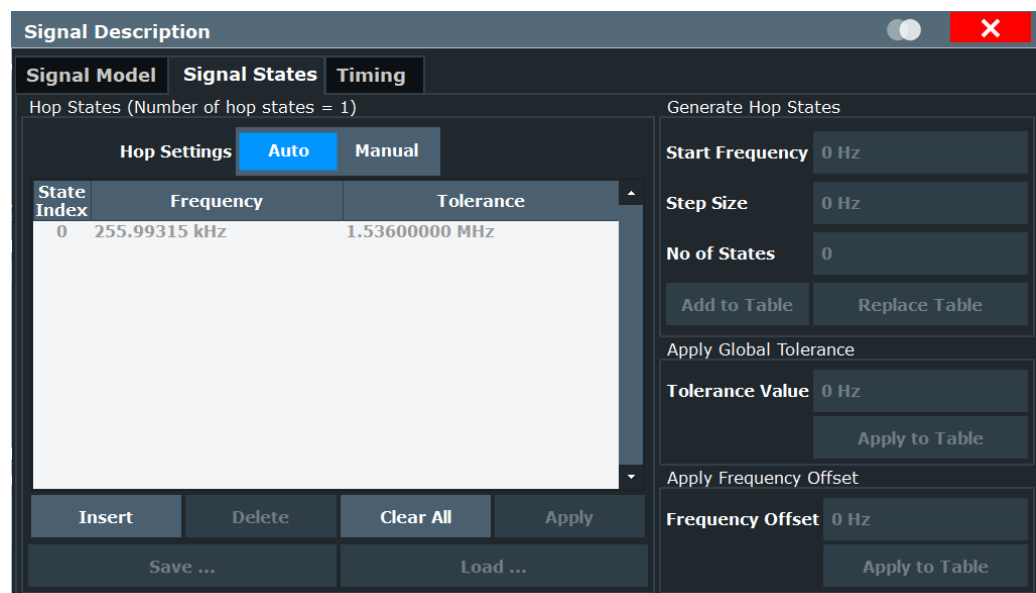 Signal Description
Signal Model Signal States Timing
Hop States (Number of hop states = 1)
Hop Settings Auto Manual
State Index Frequency Tolerance
0 255.99315 kHz 1.53600000 MHz
Insert Delete Clear All Apply
Save ... Load ...
Generate Hop States
Start Frequency 0 Hz
Step Size 0 Hz
No of States 0
Add to Table Replace Table
Apply Global Tolerance
Tolerance Value 0 Hz
Apply to Table
Apply Frequency Offset
Frequency Offset 0 Hz
Apply to Table